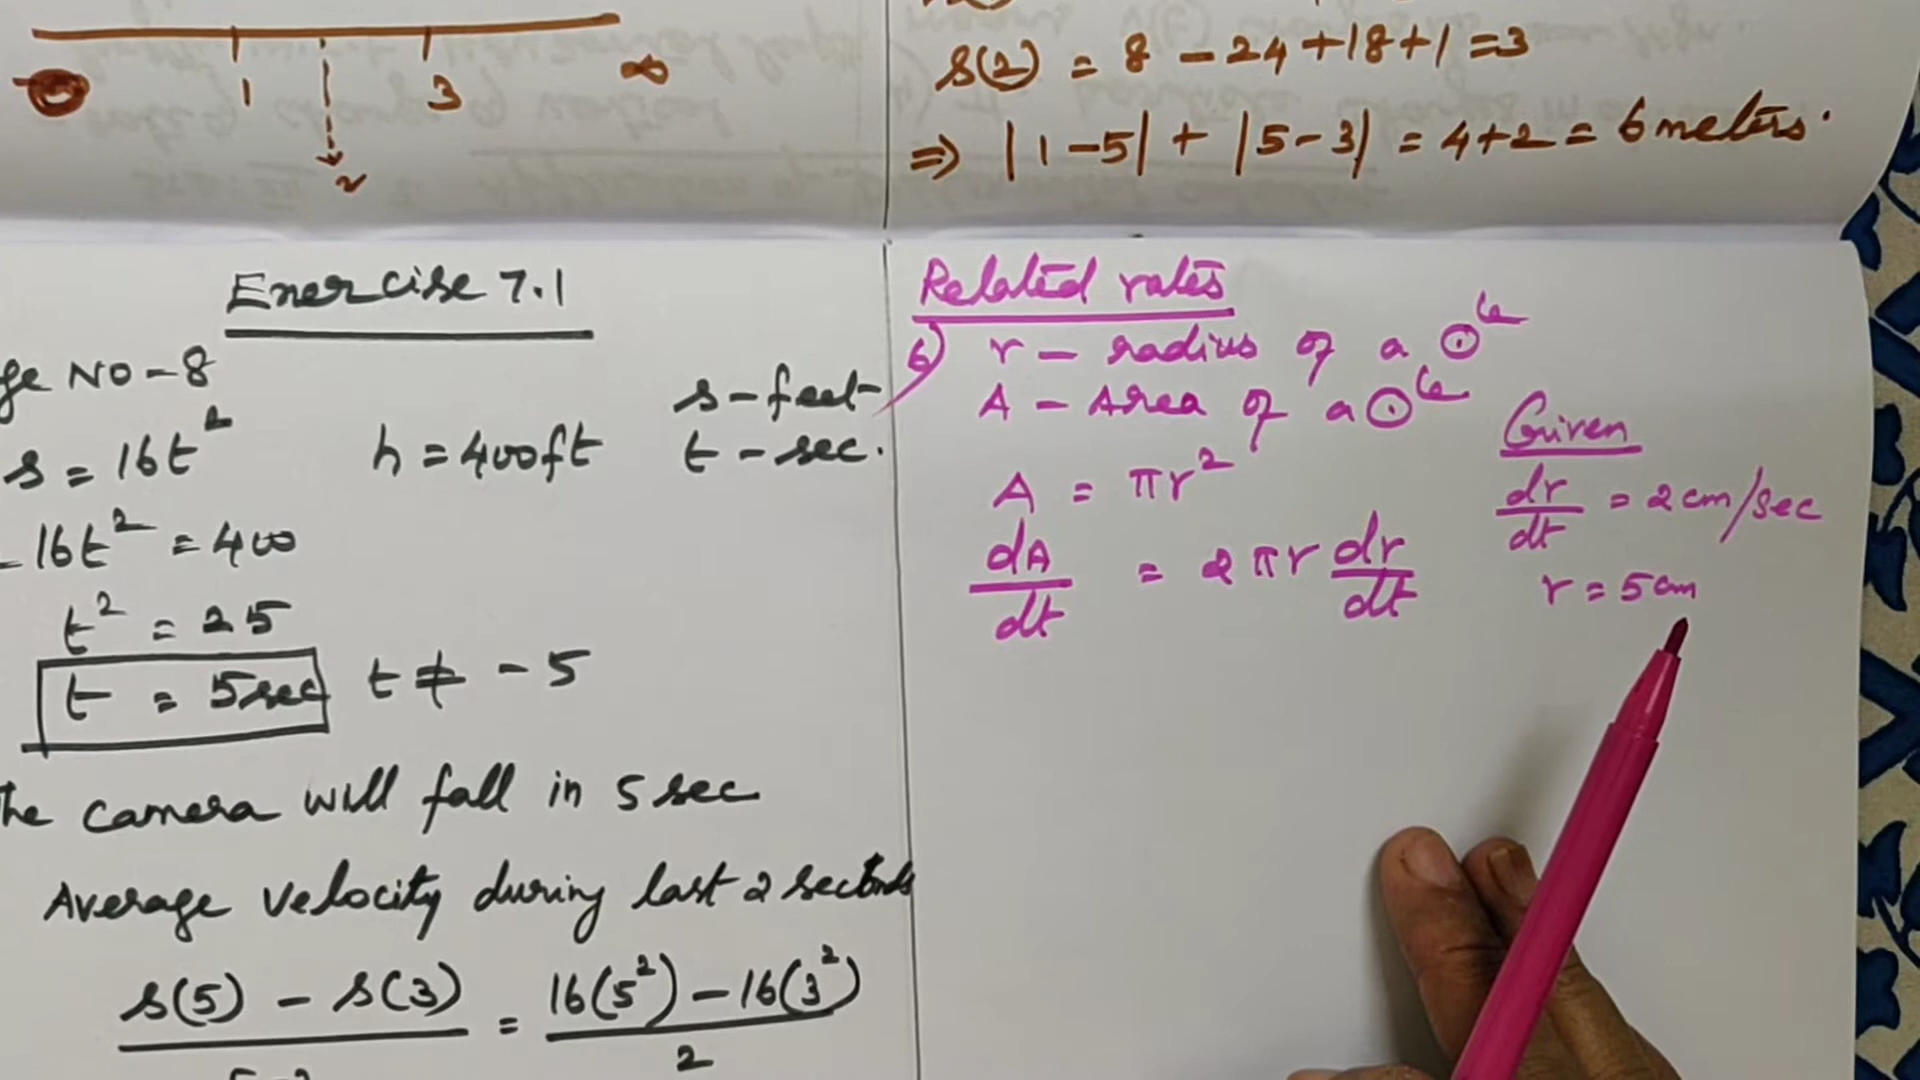 1 3 ∞
2
s(2) = 8 - 24 + 18 + 1 = 3
⇒ |1-5| + |5-3| = 4+2 = 6 meters.
Exercise 7.1
NO - 8
s = 16t² h = 400ft s - feet
t - sec.
16t² = 400
t² = 25
t = 5sec t ≠ -5
camera will fall in 5 sec
Average velocity during last 2 seconds
s(5) - s(3) = 16(5²) - 16(3²)
2
Related rates
6) r - radius of a ⊙le
A - Area of a ⊙le
A = πr²
dA/dt = 2πr dr/dt
Given
dr/dt = 2cm/sec
r = 5cm